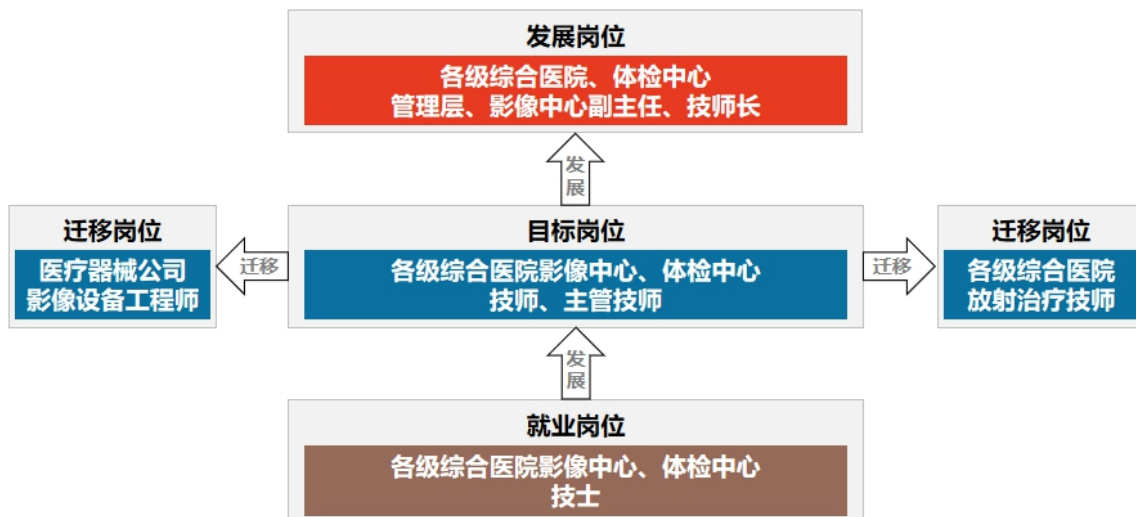 发展岗位
各级综合医院、体检中心
管理层、影像中心副主任、技师长
发
展
迁移岗位
医疗器械公司
影像设备工程师
迁移
目标岗位
各级综合医院影像中心、体检中心
技师、主管技师
迁移
迁移岗位
各级综合医院
放射治疗技师
发
展
就业岗位
各级综合医院影像中心、体检中心
技士